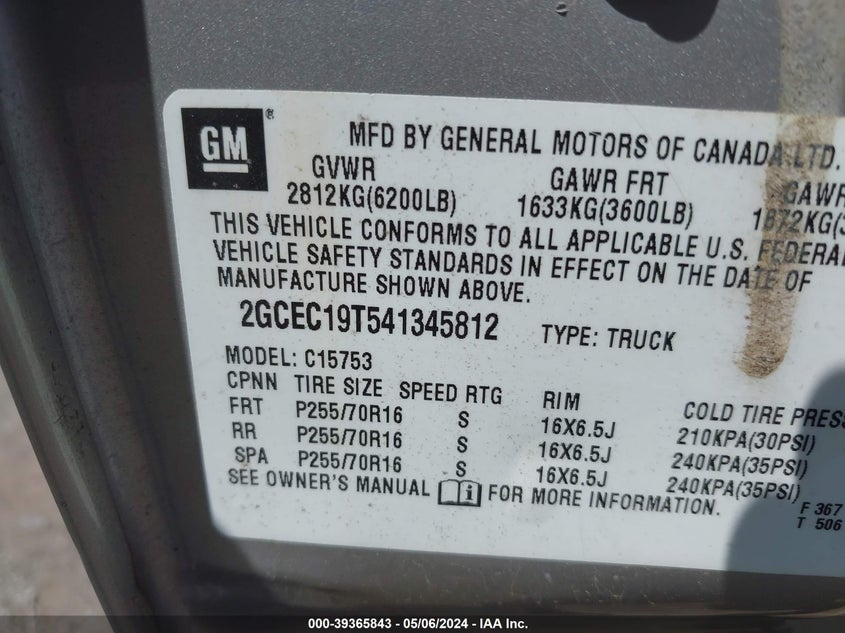 GM®
MFD BY GENERAL MOTORS OF CANADA LTD.
GVWR GAWR FRT GAWR
2812KG(6200LB) 1633KG(3600LB) 1872KG(3
THIS VEHICLE CONFORMS TO ALL APPLICABLE U.S. FEDERAL
VEHICLE SAFETY STANDARDS IN EFFECT ON THE DATE OF
MANUFACTURE SHOWN ABOVE.
2GCEC19T541345812 TYPE: TRUCK
MODEL: C15753
CPNN TIRE SIZE SPEED RTG RIM COLD TIRE PRESS
FRT P255/70R16 S 16X6.5J 210KPA(30PSI)
RR P255/70R16 S 16X6.5J 240KPA(35PSI)
SPA P255/70R16 S 16X6.5J 240KPA(35PSI)
SEE OWNER'S MANUAL i FOR MORE INFORMATION.
F 367
T 506
000-39365843 - 05/06/2024 - IAA Inc.